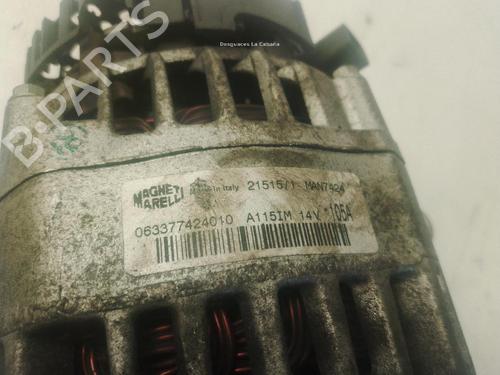 Desguaces La Cabaña
B-PARTS
MAGNETI MARELLI
Made in Italy 21515/1 MAN7424
063377424010 A115IM 14V 105A